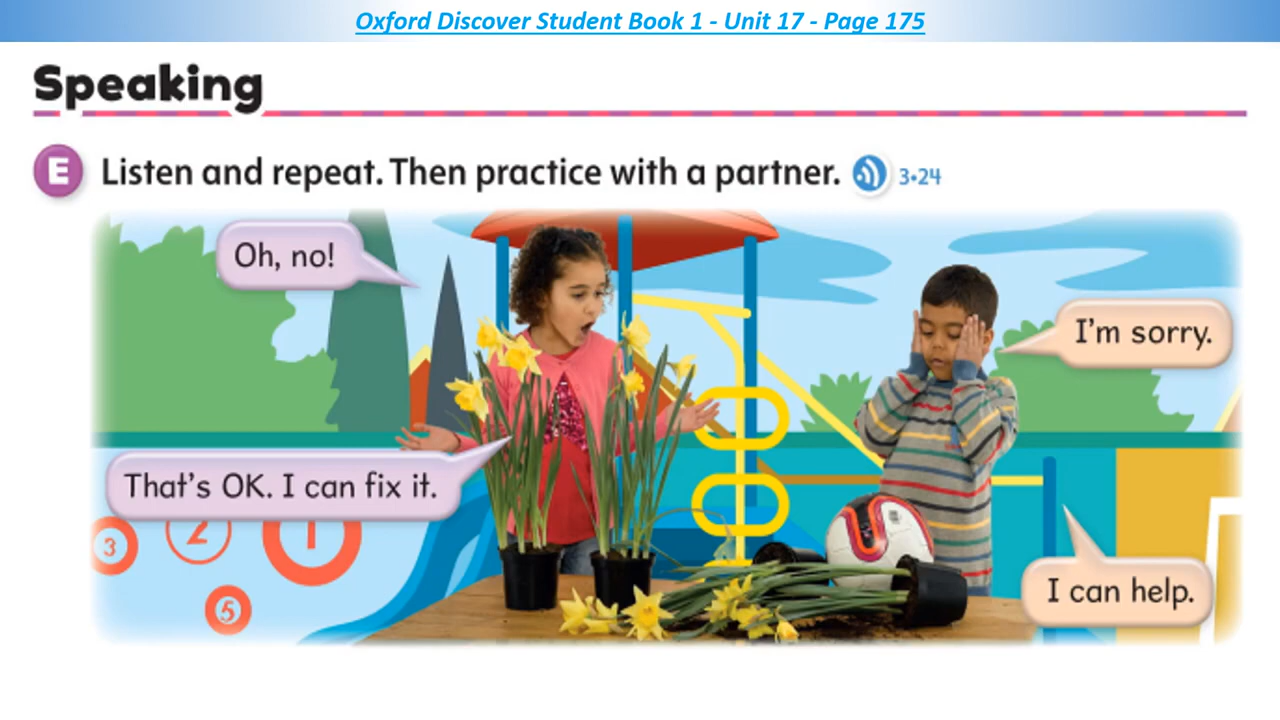 Oxford Discover Student Book 1 - Unit 17 - Page 175
Speaking
E Listen and repeat. Then practice with a partner. 3•24
Oh, no!
I'm sorry.
That's OK. I can fix it.
I can help.
3
2
1
5